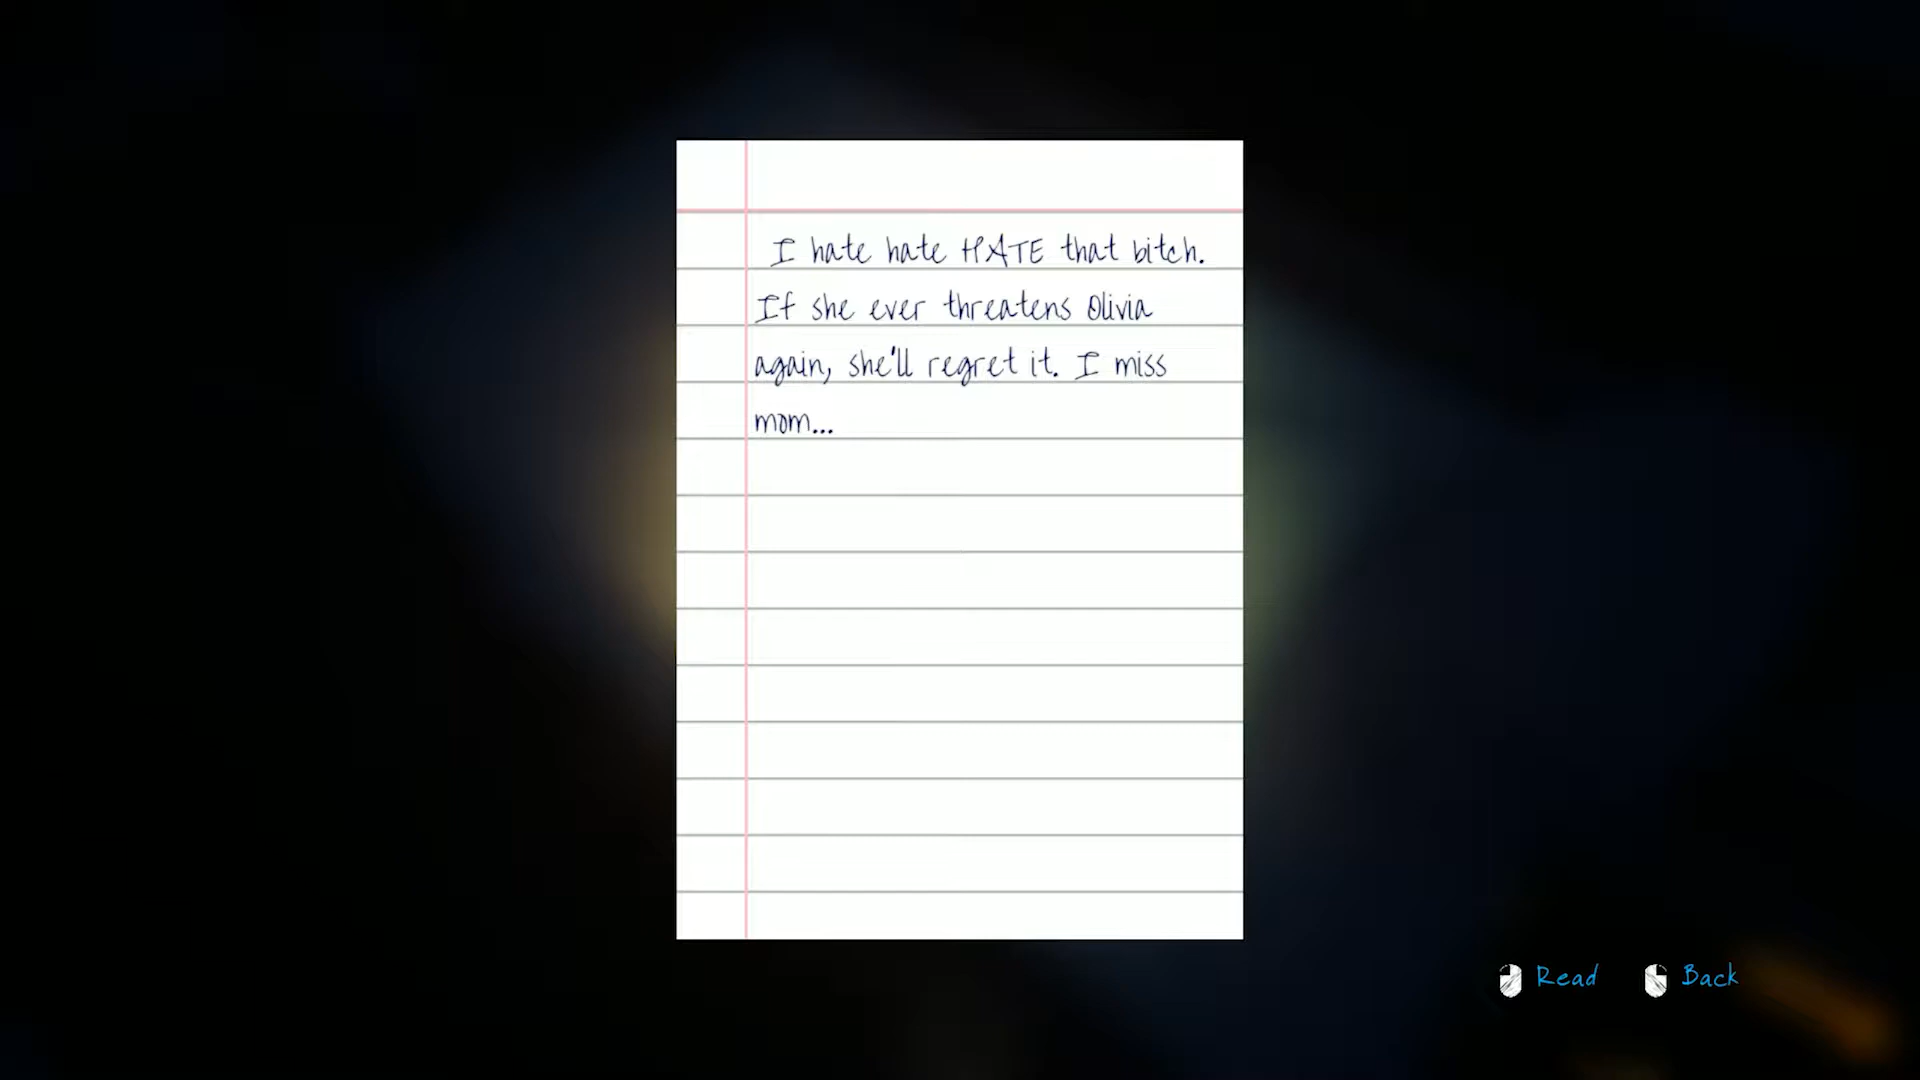 I hate hate HATE that bitch.
If she ever threatens Olivia
again, she'll regret it. I miss
mom...
Read Back